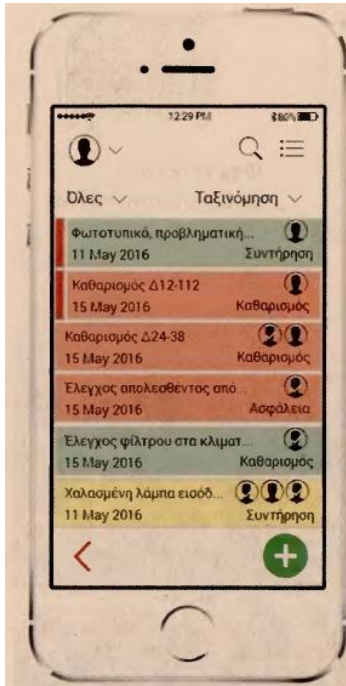 12:29 PM 80%
Όλες Ταξινόμηση
Φωτοτυπικά, προβληματική...
11 May 2016 Συντήρηση
Καθαρισμός Δ12-112
15 May 2016 Καθαρισμός
Καθαρισμός Δ24-38
15 May 2016 Καθαρισμός
Έλεγχος απολεσθέντος από...
15 May 2016 Ασφάλεια
Έλεγχος φίλτρου στα κλιματ...
15 May 2016 Καθαρισμός
Χαλασμένη λάμπα εισόδ...
11 May 2016 Συντήρηση